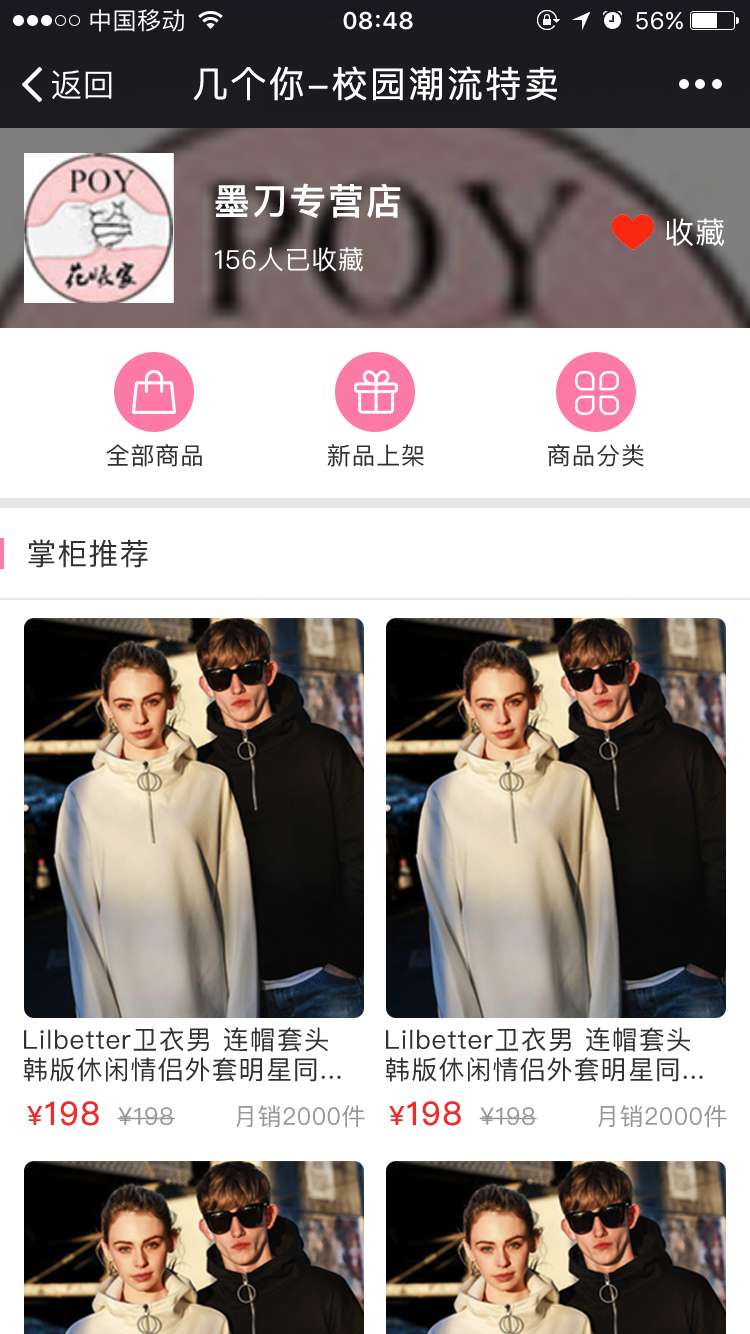 中国移动
08:48
56%
返回
几个你-校园潮流特卖
POY
花眼家
墨刀专营店
156人已收藏
收藏
全部商品
新品上架
商品分类
掌柜推荐
Lilbetter卫衣男 连帽套头
韩版休闲情侣外套明星同...
¥198 ¥198 月销2000件
Lilbetter卫衣男 连帽套头
韩版休闲情侣外套明星同...
¥198 ¥198 月销2000件